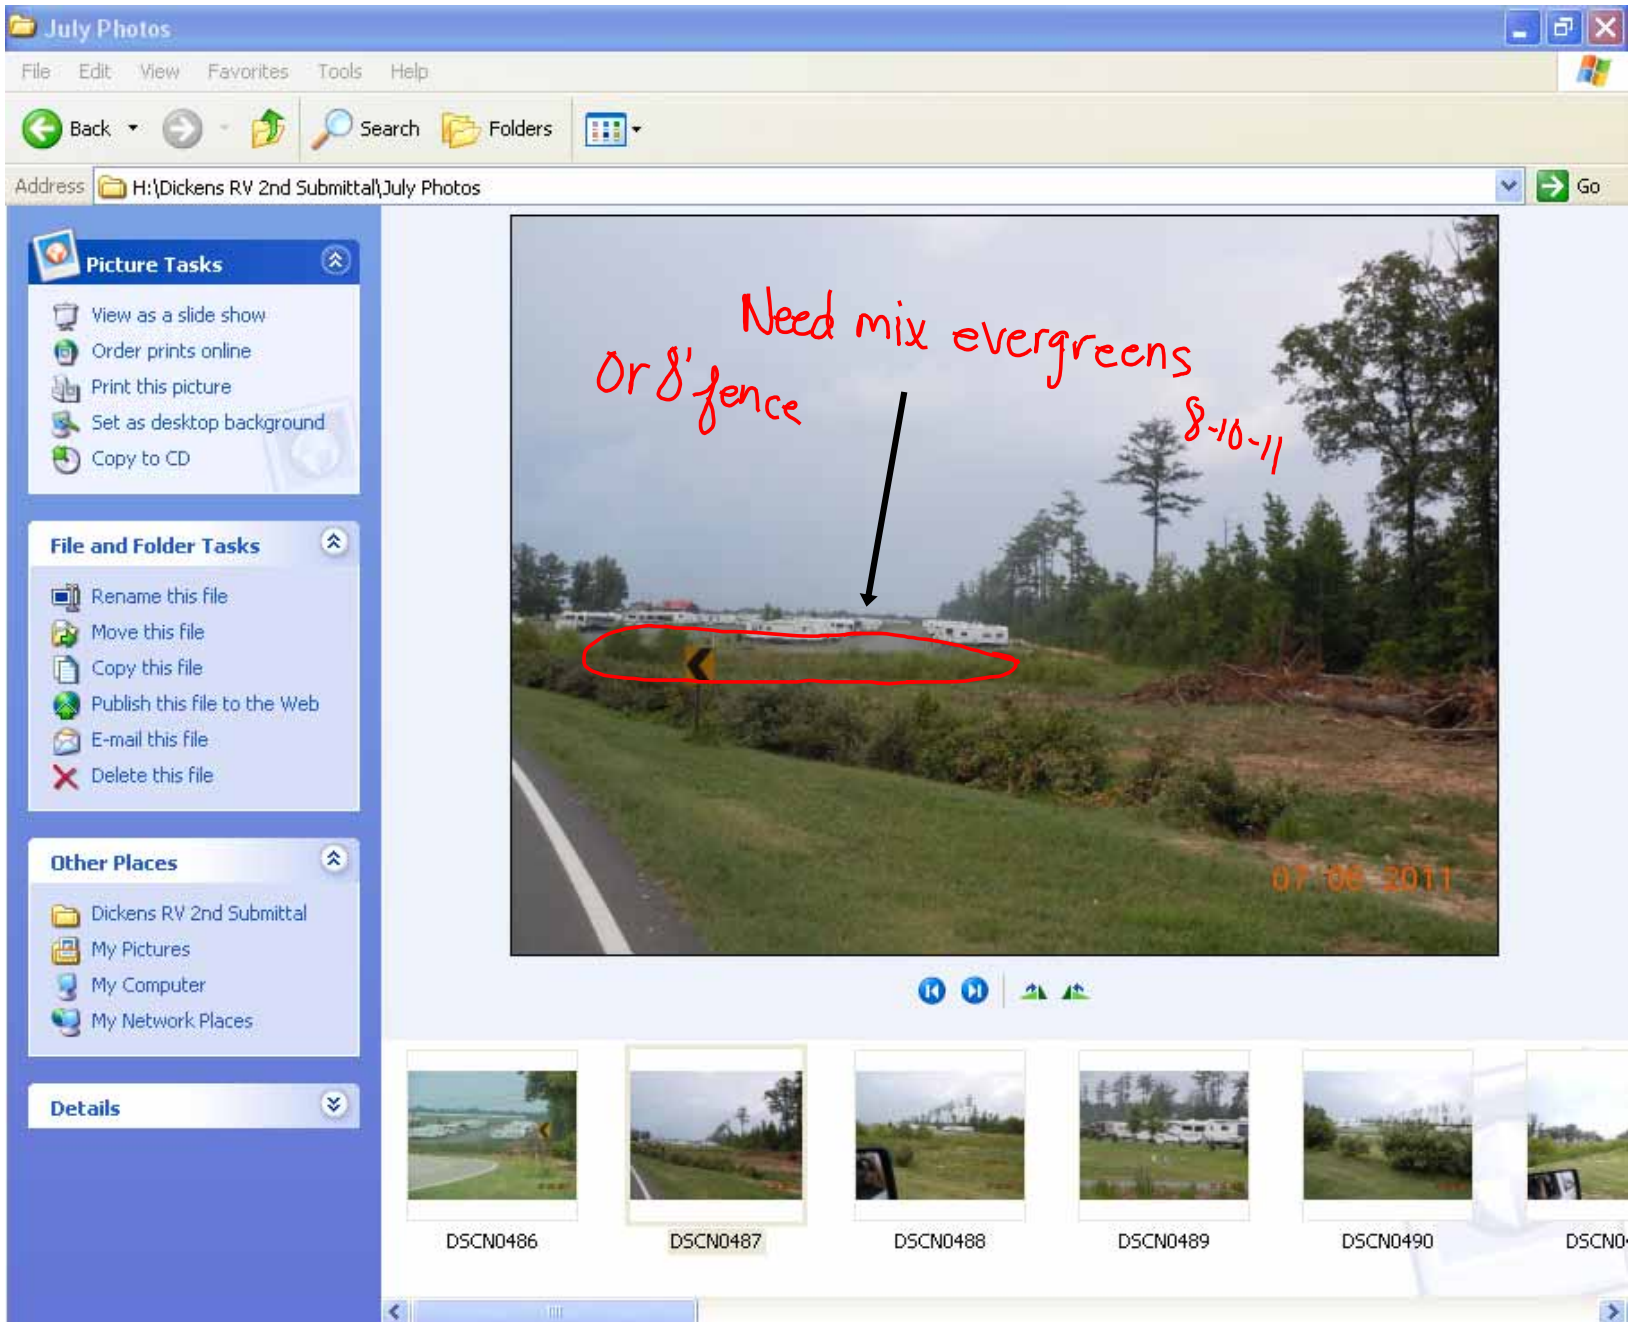 July Photos
File Edit View Favorites Tools Help
Back Search Folders
Address H:\Dickens RV 2nd Submittal\July Photos Go
Picture Tasks
View as a slide show
Order prints online
Print this picture
Set as desktop background
Copy to CD
File and Folder Tasks
Rename this file
Move this file
Copy this file
Publish this file to the Web
E-mail this file
Delete this file
Other Places
Dickens RV 2nd Submittal
My Pictures
My Computer
My Network Places
Details
Need mix evergreens
Or 8' fence
8-10-11
07 06 2011
DSCN0486 DSCN0487 DSCN0488 DSCN0489 DSCN0490